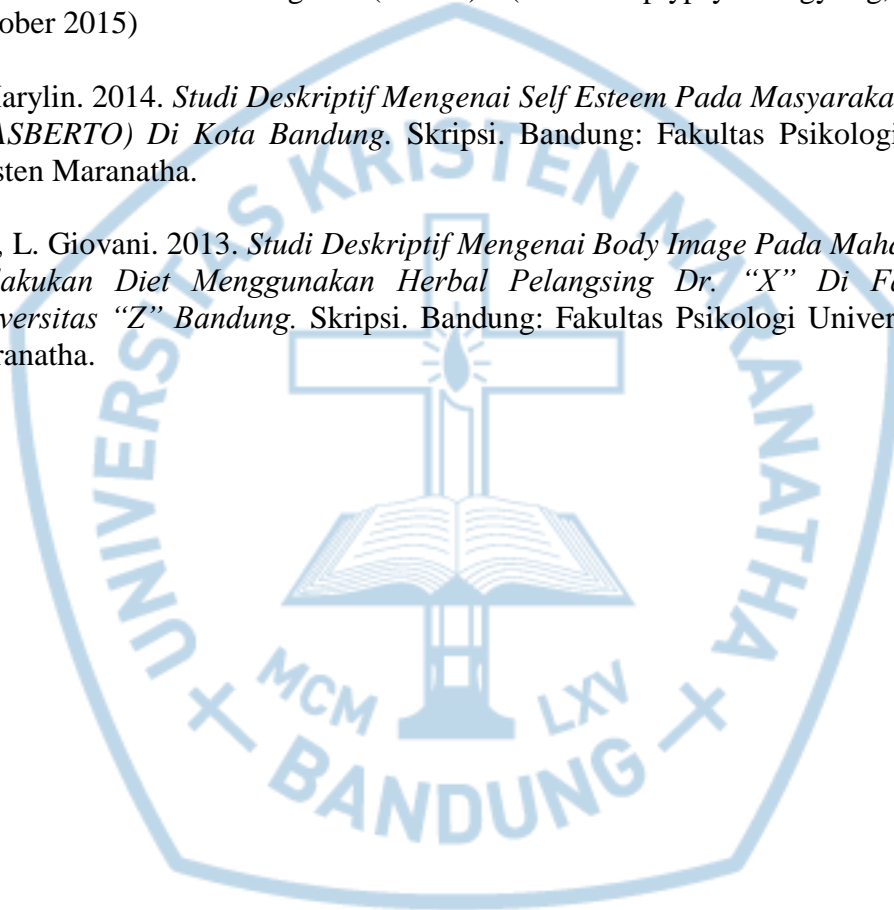 ober 2015)
arylin. 2014. Studi Deskriptif Mengenai Self Esteem Pada Masyaraka
ASBERTO) Di Kota Bandung. Skripsi. Bandung: Fakultas Psikologi
sten Maranatha.
, L. Giovani. 2013. Studi Deskriptif Mengenai Body Image Pada Maha
lakukan Diet Menggunakan Herbal Pelangsing Dr. “X” Di Fa
versitas “Z” Bandung. Skripsi. Bandung: Fakultas Psikologi Univer
ranatha.
UNIVERSITAS KRISTEN MARANATHA
MCM LXV
BANDUNG